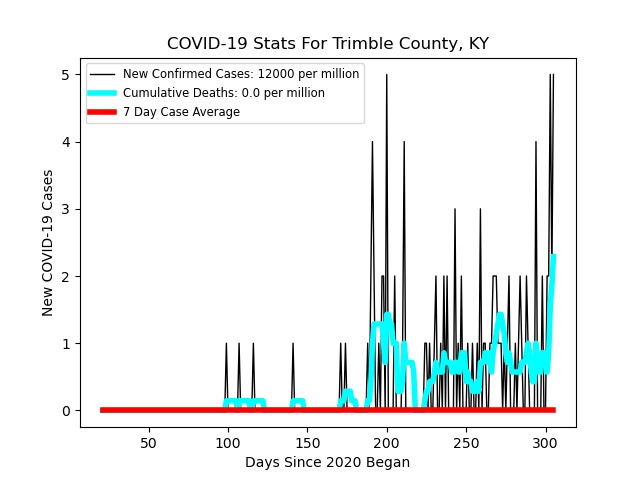 COVID-19 Stats For Trimble County, KY
New Confirmed Cases: 12000 per million
Cumulative Deaths: 0.0 per million
7 Day Case Average
New COVID-19 Cases
5
4
3
2
1
0
50 100 150 200 250 300
Days Since 2020 Began